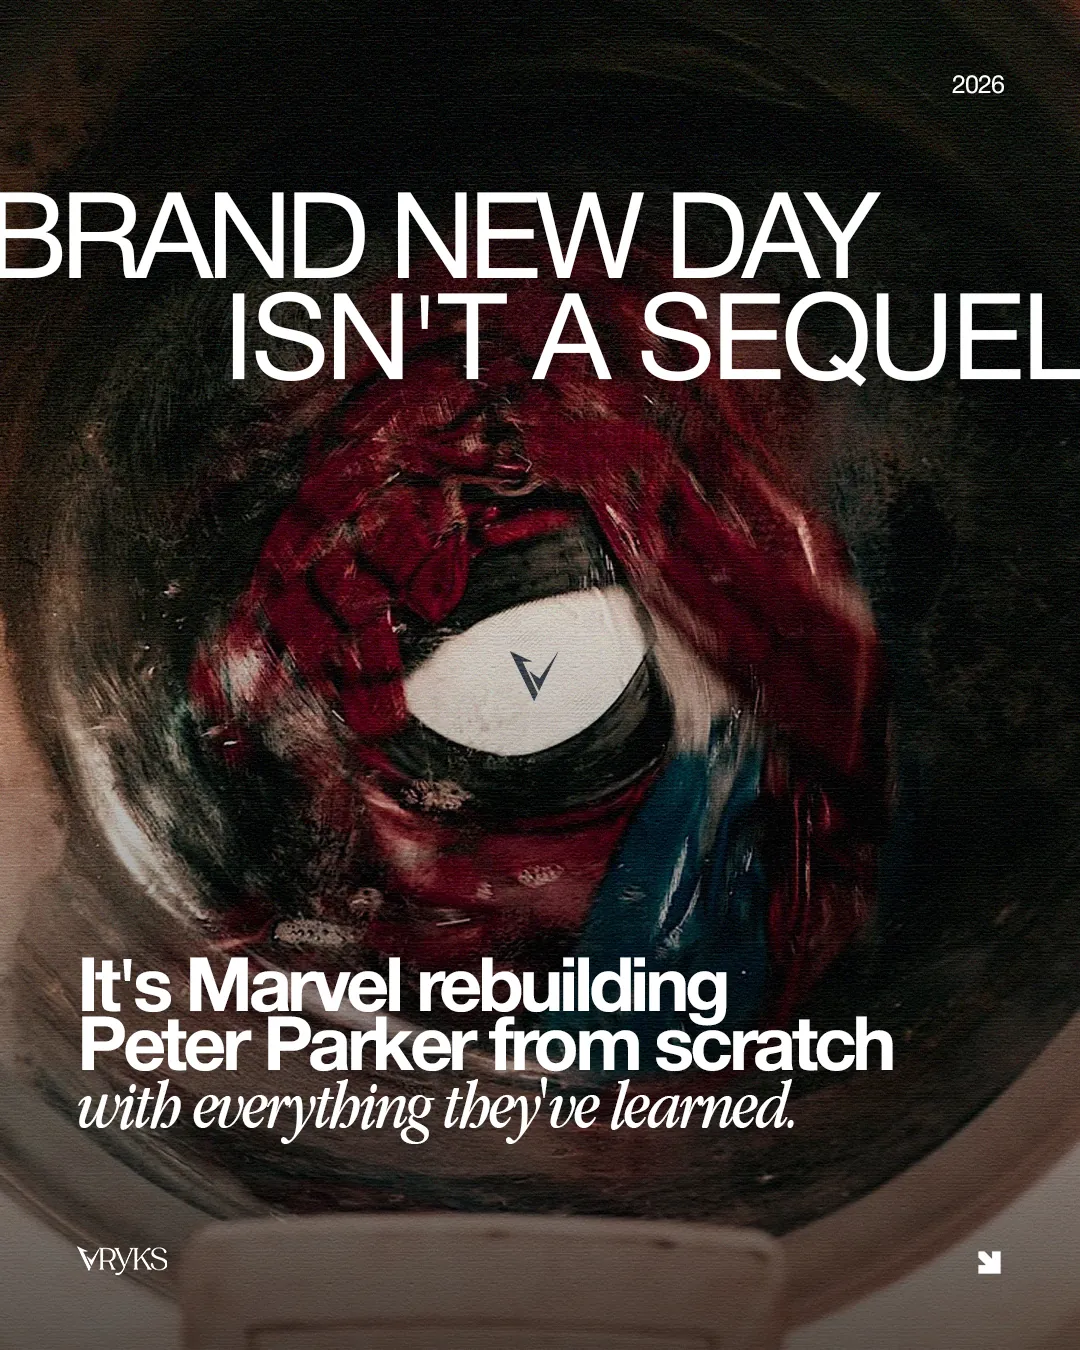 2026
BRAND NEW DAY
ISN'T A SEQUEL
It's Marvel rebuilding
Peter Parker from scratch
with everything they've learned.
VRYKS